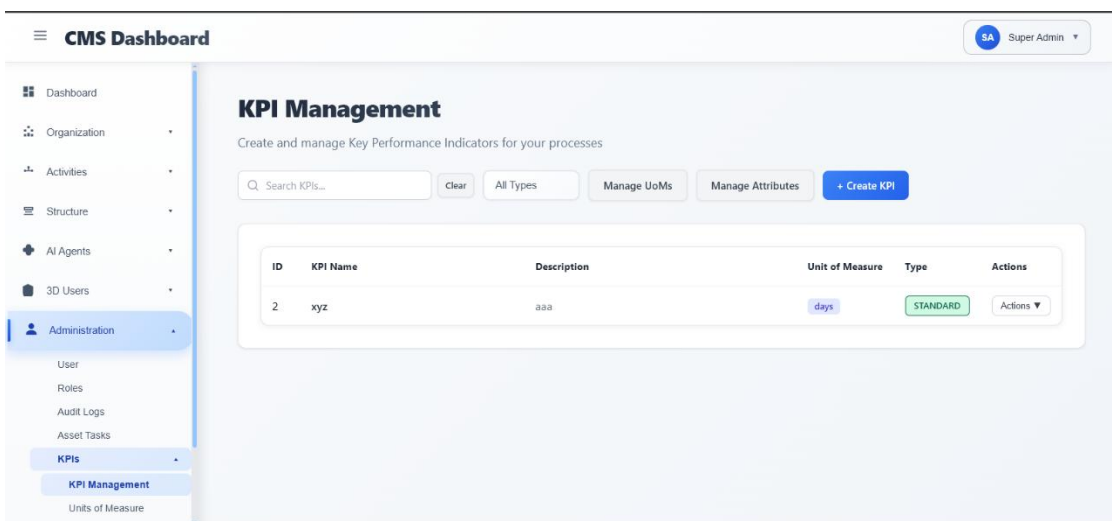 CMS Dashboard
SA Super Admin
Dashboard
Organization
Activities
Structure
AI Agents
3D Users
Administration
User
Roles
Audit Logs
Asset Tasks
KPIs
KPI Management
Units of Measure
KPI Management
Create and manage Key Performance Indicators for your processes
Search KPIs... Clear All Types Manage UoMs Manage Attributes + Create KPI
ID KPI Name Description Unit of Measure Type Actions
2 xyz aaa days STANDARD Actions ▼